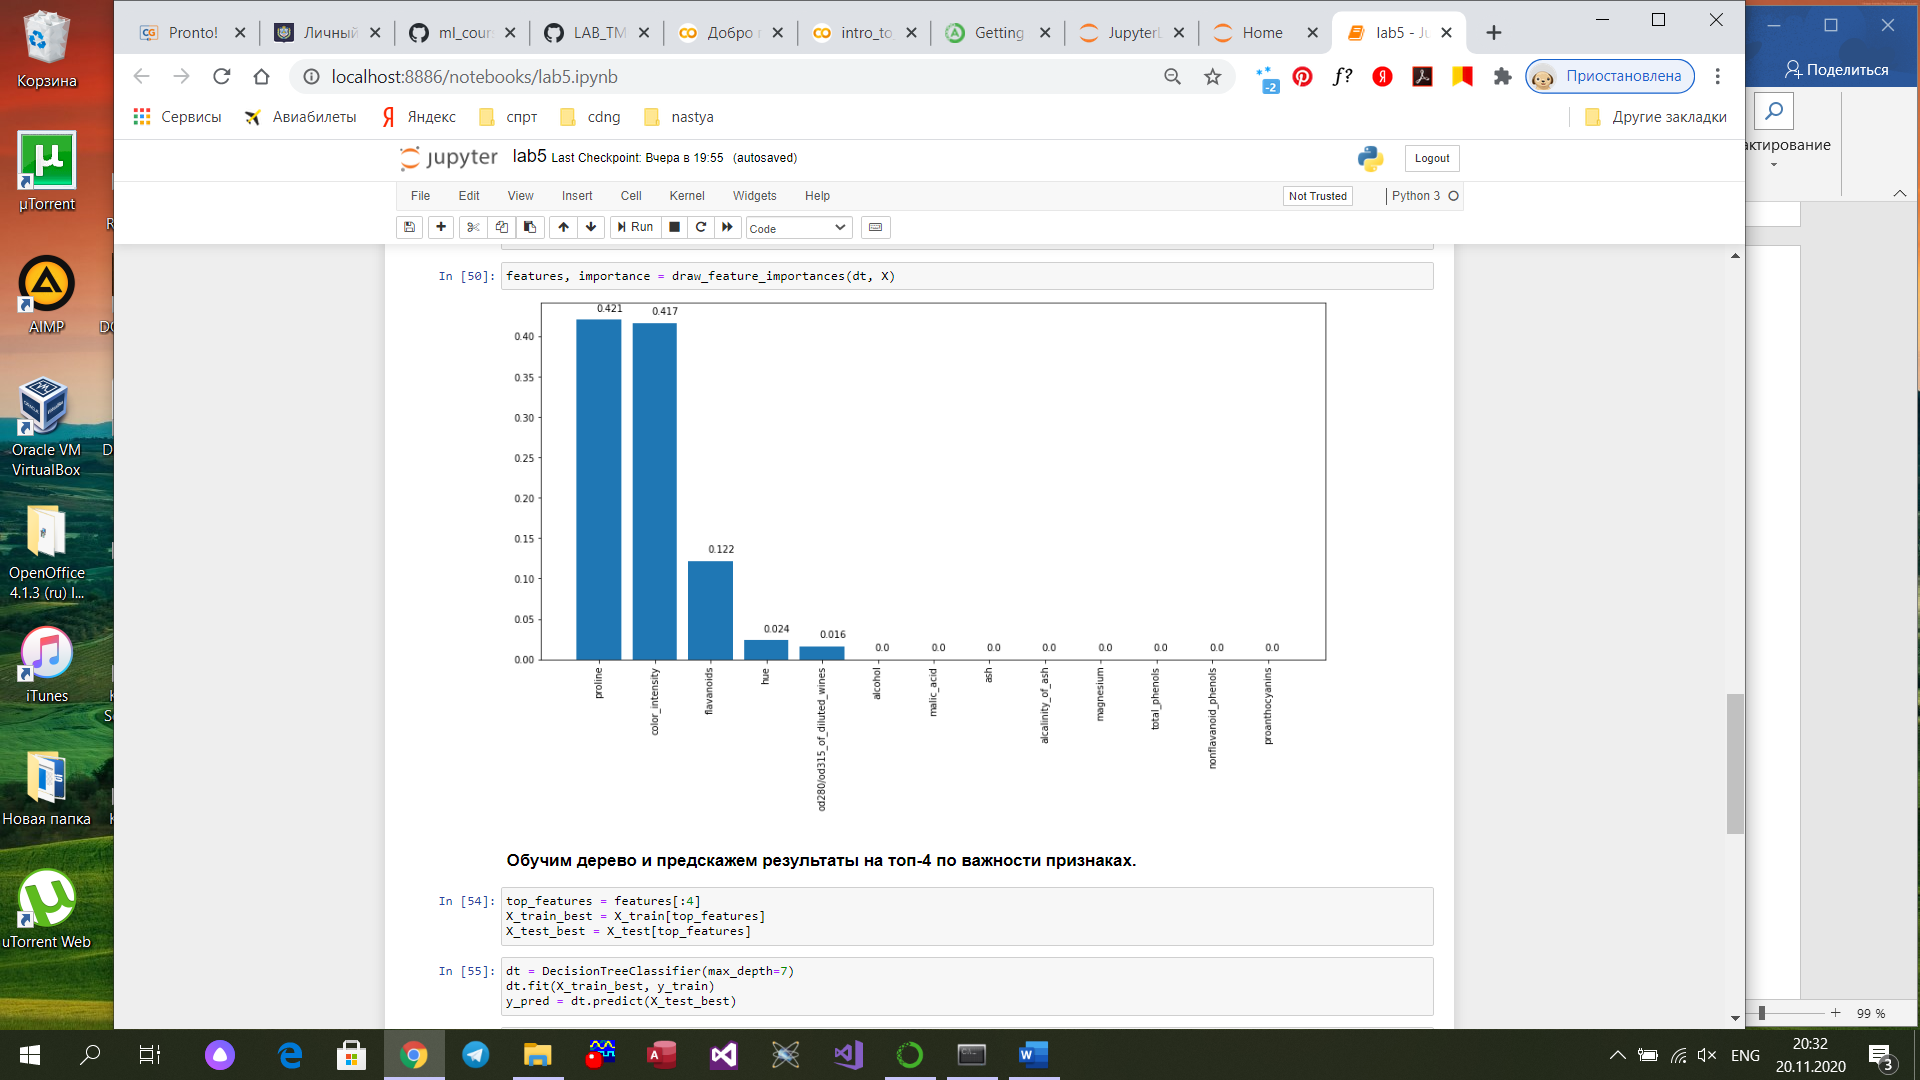 Корзина
µTorrent
AIMP
Oracle VM
VirtualBox
OpenOffice
4.1.3 (ru) I...
iTunes
Новая папка
uTorrent Web
Pronto!
Личный
ml_cour
LAB_TM
Добро
intro_to
Getting
Jupyter
Home
lab5 - Ju
localhost:8886/notebooks/lab5.ipynb
-2
Приостановлена
Сервисы
Авиабилеты
Яндекс
спрт
cdng
nastya
Другие закладки
Поделиться
актирование
jupyter
lab5 Last Checkpoint: Вчера в 19:55 (autosaved)
Logout
File Edit View Insert Cell Kernel Widgets Help
Not Trusted
Python 3
Run
Code
In [50]: features, importance = draw_feature_importances(dt, X)
0.421
0.417
0.122
0.024
0.016
0.0
0.0
0.0
0.0
0.0
0.0
0.0
0.0
0.40
0.35
0.30
0.25
0.20
0.15
0.10
0.05
0.00
proline
color_intensity
flavanoids
hue
od280/od315_of_diluted_wines
alcohol
malic_acid
ash
alcalinity_of_ash
magnesium
total_phenols
nonflavanoid_phenols
proanthocyanins
Обучим дерево и предскажем результаты на топ-4 по важности признаках.
In [54]: top_features = features[:4]
X_train_best = X_train[top_features]
X_test_best = X_test[top_features]
In [55]: dt = DecisionTreeClassifier(max_depth=7)
dt.fit(X_train_best, y_train)
y_pred = dt.predict(X_test_best)
99 %
ENG
20:32
20.11.2020
3